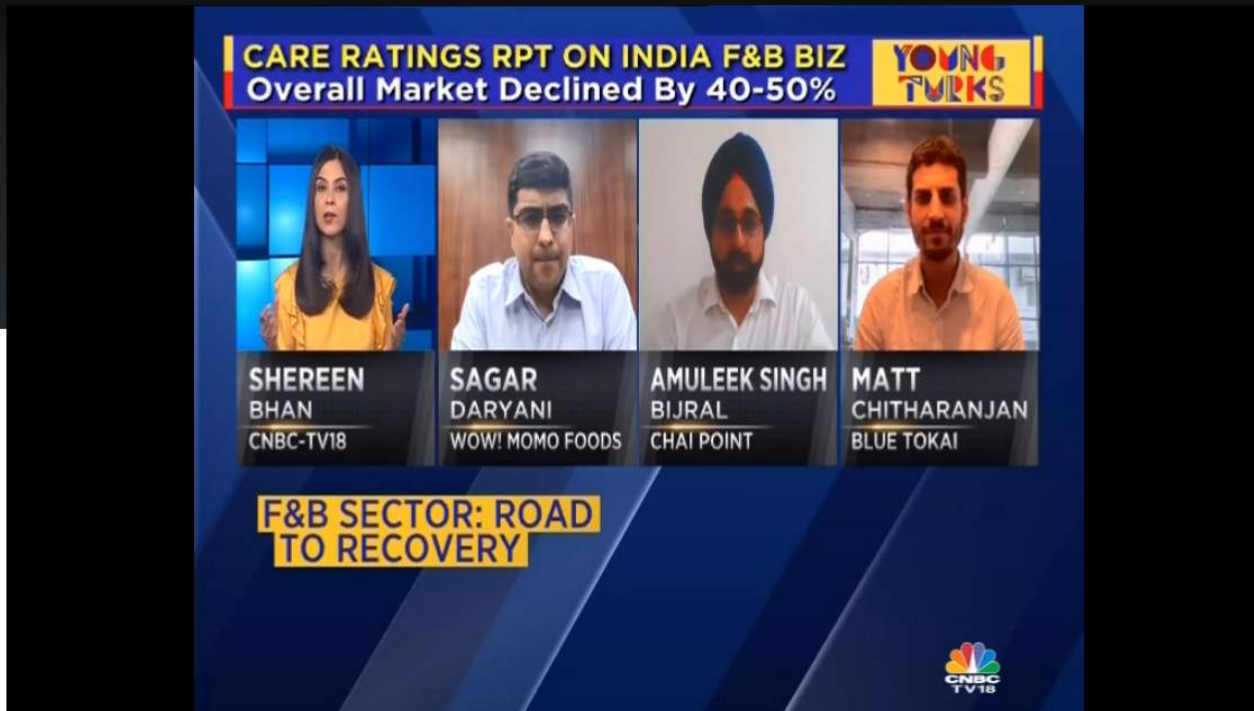 CARE RATINGS RPT ON INDIA F&B BIZ
Overall Market Declined By 40-50%
YOUNG
TURKS
SHEREEN
BHAN
CNBC-TV18
SAGAR
DARYANI
WOW! MOMO FOODS
AMULEEK SINGH
BIJRAL
CHAI POINT
MATT
CHITHARANJAN
BLUE TOKAI
F&B SECTOR: ROAD
TO RECOVERY
CNBC
TV18